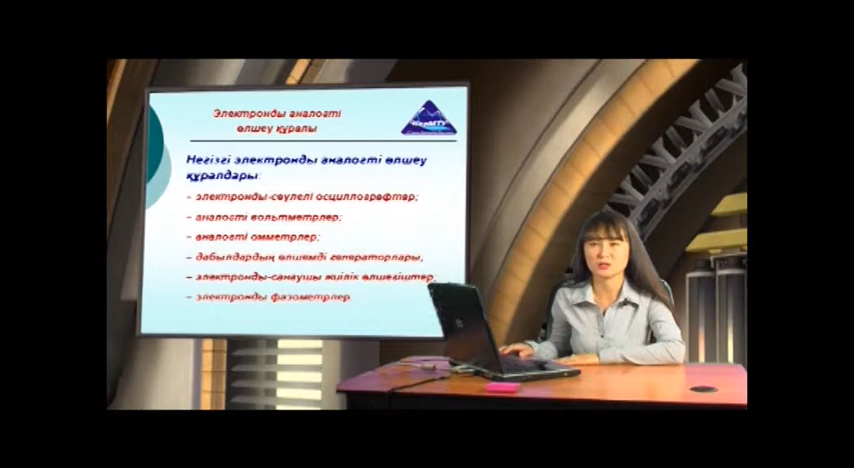 Электронды аналогті
өлшеу құралы
ҚарМТУ
Негізгі электронды аналогті өлшеу
құралдары:
– электронды-сәулелі осциллографтар;
– аналогті вольтметрлер;
– аналогті омметрлер;
– дабылдардың өлшемді генераторлары;
– электронды-санаушы жиілік өлшегіштер;
– электронды фазометрлер.